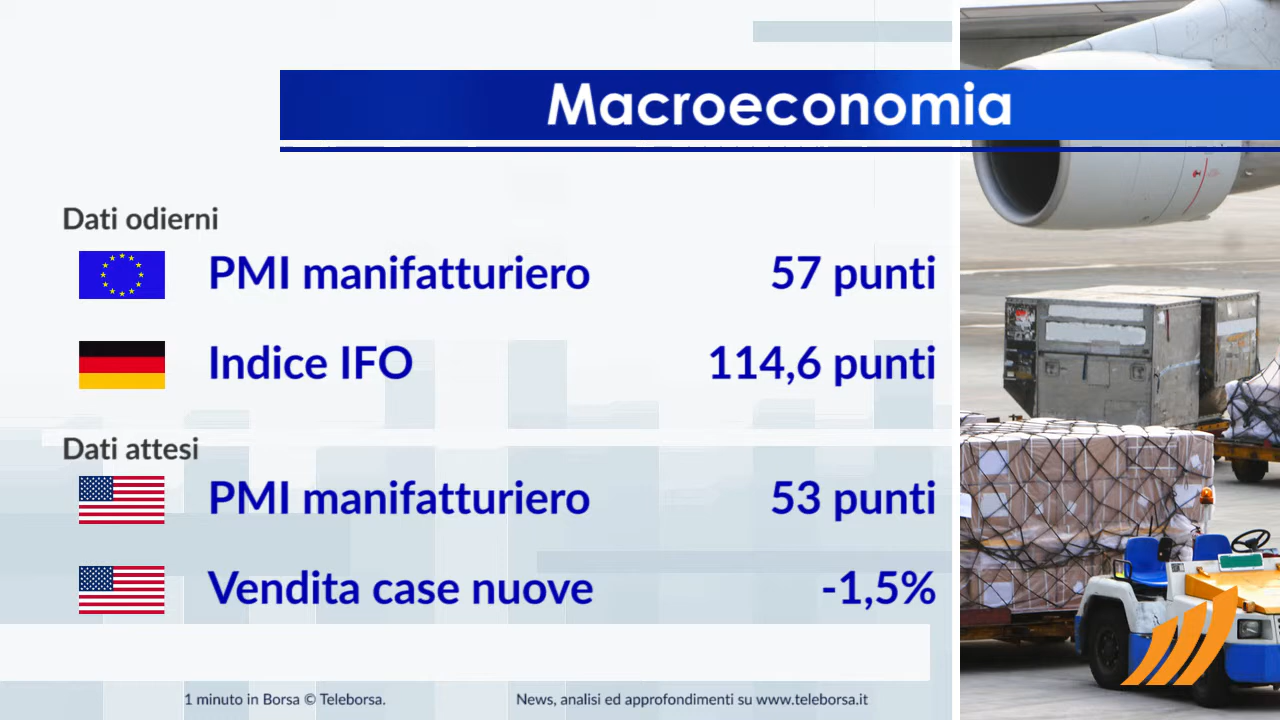 Macroeconomia
Dati odierni
PMI manifatturiero 57 punti
Indice IFO 114,6 punti
Dati attesi
PMI manifatturiero 53 punti
Vendita case nuove -1,5%
1 minuto in Borsa © Teleborsa. News, analisi ed approfondimenti su www.teleborsa.it